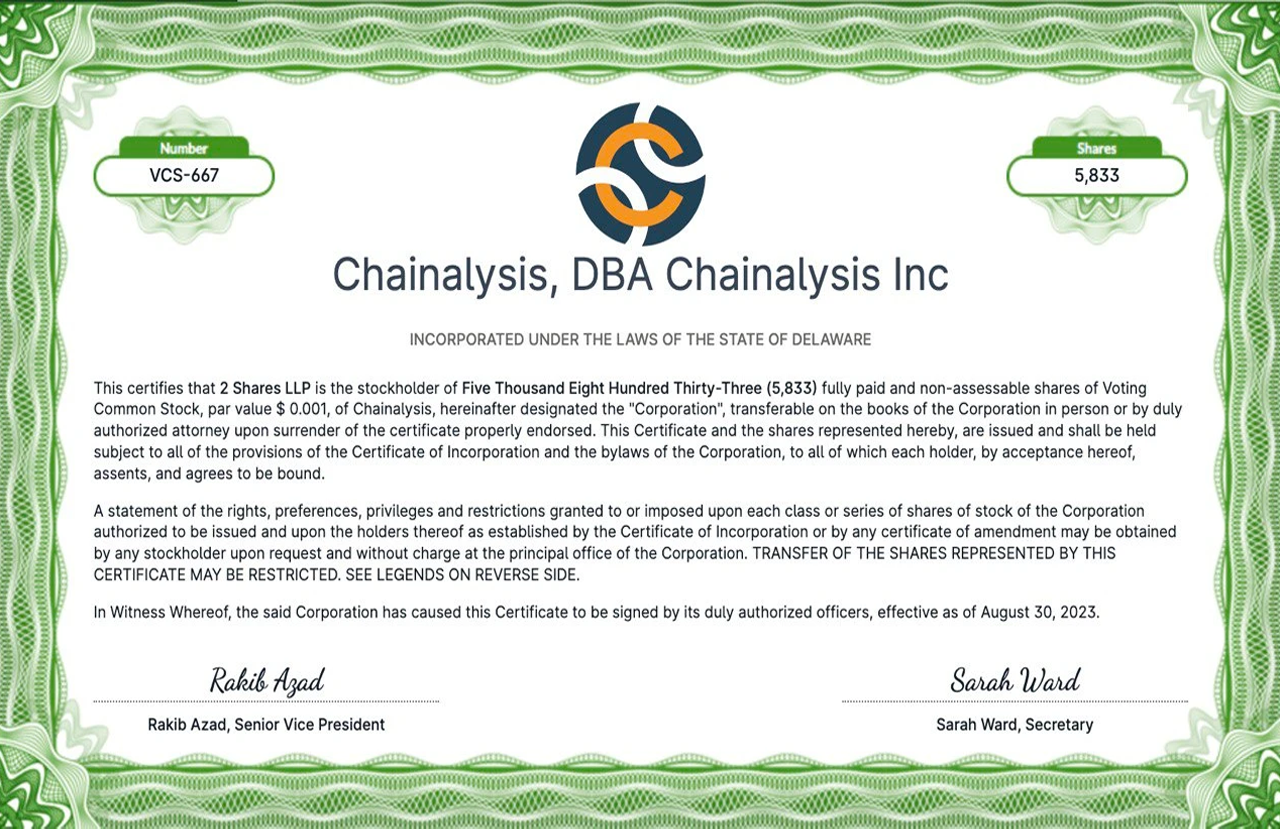 Number
VCS-667
Shares
5,833
Chainalysis, DBA Chainalysis Inc
INCORPORATED UNDER THE LAWS OF THE STATE OF DELAWARE
This certifies that 2 Shares LLP is the stockholder of Five Thousand Eight Hundred Thirty-Three (5,833) fully paid and non-assessable shares of Voting
Common Stock, par value $ 0.001, of Chainalysis, hereinafter designated the "Corporation", transferable on the books of the Corporation in person or by duly
authorized attorney upon surrender of the certificate properly endorsed. This Certificate and the shares represented hereby, are issued and shall be held
subject to all of the provisions of the Certificate of Incorporation and the bylaws of the Corporation, to all of which each holder, by acceptance hereof,
assents, and agrees to be bound.
A statement of the rights, preferences, privileges and restrictions granted to or imposed upon each class or series of shares of stock of the Corporation
authorized to be issued and upon the holders thereof as established by the Certificate of Incorporation or by any certificate of amendment may be obtained
by any stockholder upon request and without charge at the principal office of the Corporation. TRANSFER OF THE SHARES REPRESENTED BY THIS
CERTIFICATE MAY BE RESTRICTED. SEE LEGENDS ON REVERSE SIDE.
In Witness Whereof, the said Corporation has caused this Certificate to be signed by its duly authorized officers, effective as of August 30, 2023.
Rakib Azad
Sarah Ward
Rakib Azad, Senior Vice President
Sarah Ward, Secretary